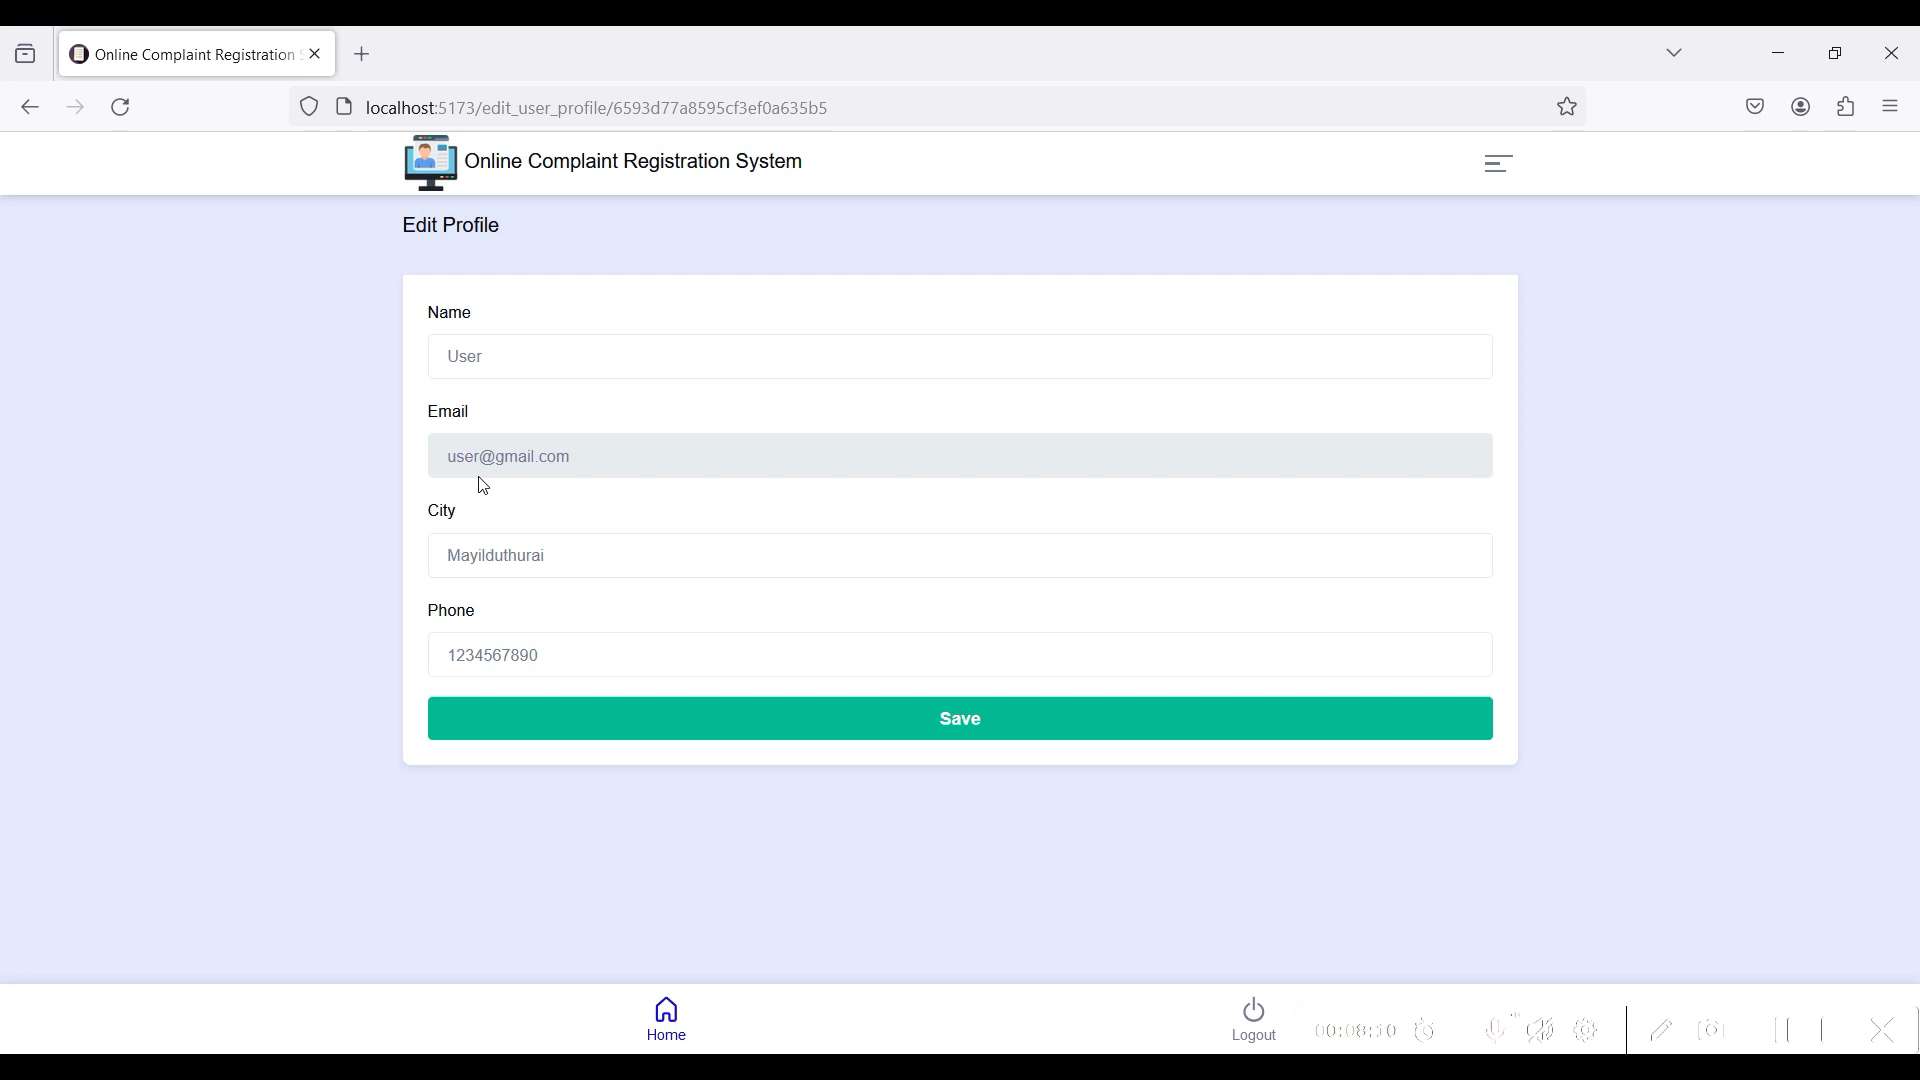 Online Complaint Registration S
localhost:5173/edit_user_profile/6593d77a8595cf3ef0a635b5
Online Complaint Registration System
Edit Profile
Name
User
Email
user@gmail.com
City
Mayilduthurai
Phone
1234567890
Save
Home
Logout
00:08:10